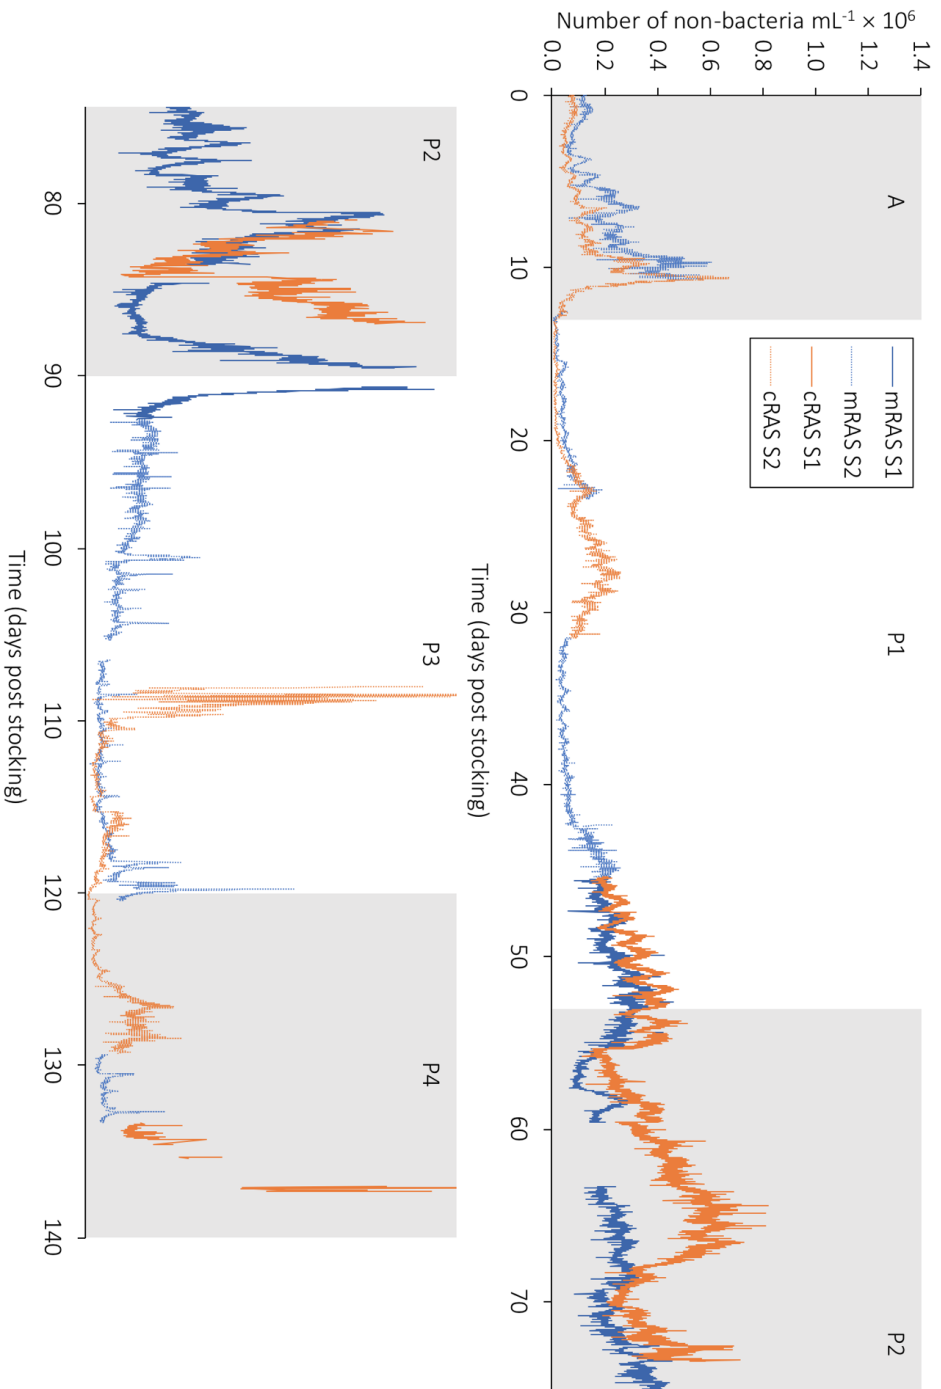 Number of non-bacteria mL⁻¹ × 10⁶
1.4
1.2
1.0
0.8
0.6
0.4
0.2
0.0
A
P1
P2
mRAS S1
mRAS S2
cRAS S1
cRAS S2
0 10 20 30 40 50 60 70
Time (days post stocking)
P2
P3
P4
80 90 100 110 120 130 140
Time (days post stocking)